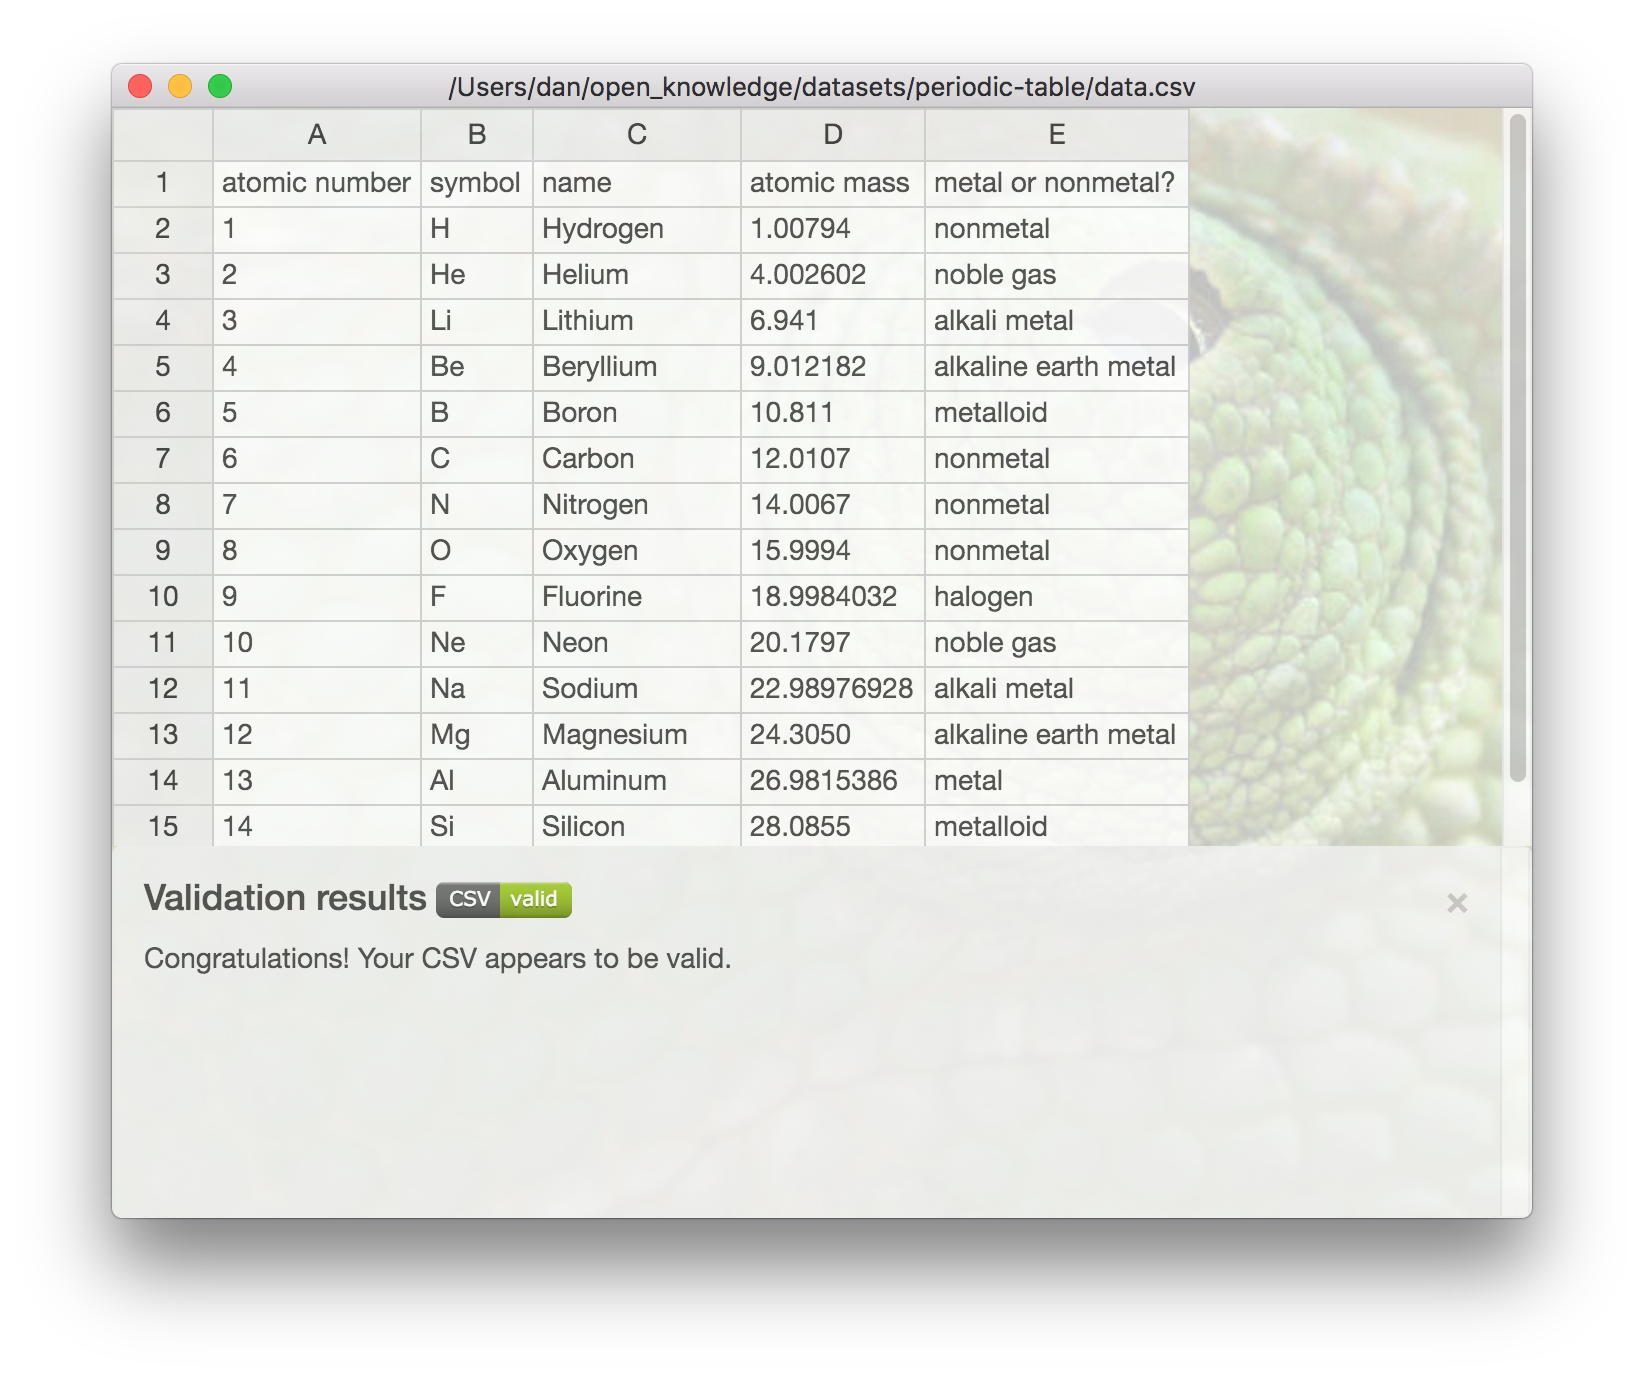 /Users/dan/open_knowledge/datasets/periodic-table/data.csv
A B C D E
1 atomic number symbol name atomic mass metal or nonmetal?
2 1 H Hydrogen 1.00794 nonmetal
3 2 He Helium 4.002602 noble gas
4 3 Li Lithium 6.941 alkali metal
5 4 Be Beryllium 9.012182 alkaline earth metal
6 5 B Boron 10.811 metalloid
7 6 C Carbon 12.0107 nonmetal
8 7 N Nitrogen 14.0067 nonmetal
9 8 O Oxygen 15.9994 nonmetal
10 9 F Fluorine 18.9984032 halogen
11 10 Ne Neon 20.1797 noble gas
12 11 Na Sodium 22.98976928 alkali metal
13 12 Mg Magnesium 24.3050 alkaline earth metal
14 13 Al Aluminum 26.9815386 metal
15 14 Si Silicon 28.0855 metalloid
Validation results CSV valid
Congratulations! Your CSV appears to be valid.